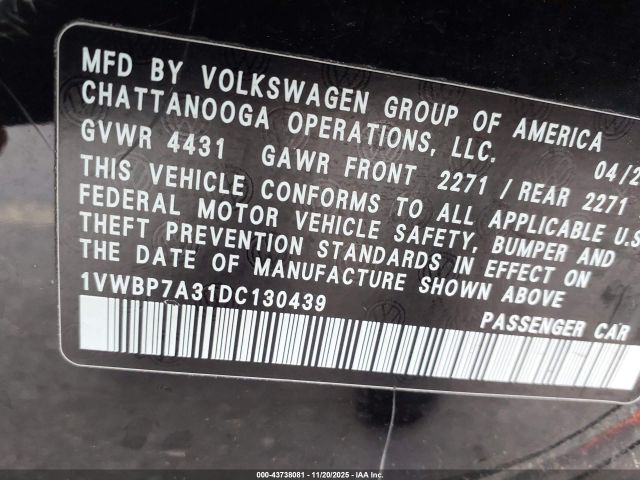 MFD BY VOLKSWAGEN GROUP OF AMERICA
CHATTANOOGA OPERATIONS, LLC. 04/2
GVWR 4431 GAWR FRONT 2271 / REAR 2271
THIS VEHICLE CONFORMS TO ALL APPLICABLE U.S
FEDERAL MOTOR VEHICLE SAFETY, BUMPER AND
THEFT PREVENTION STANDARDS IN EFFECT ON
THE DATE OF MANUFACTURE SHOWN ABOVE.
1VWBP7A31DC130439
PASSENGER CAR
000-43738081 - 11/20/2025 - IAA Inc.